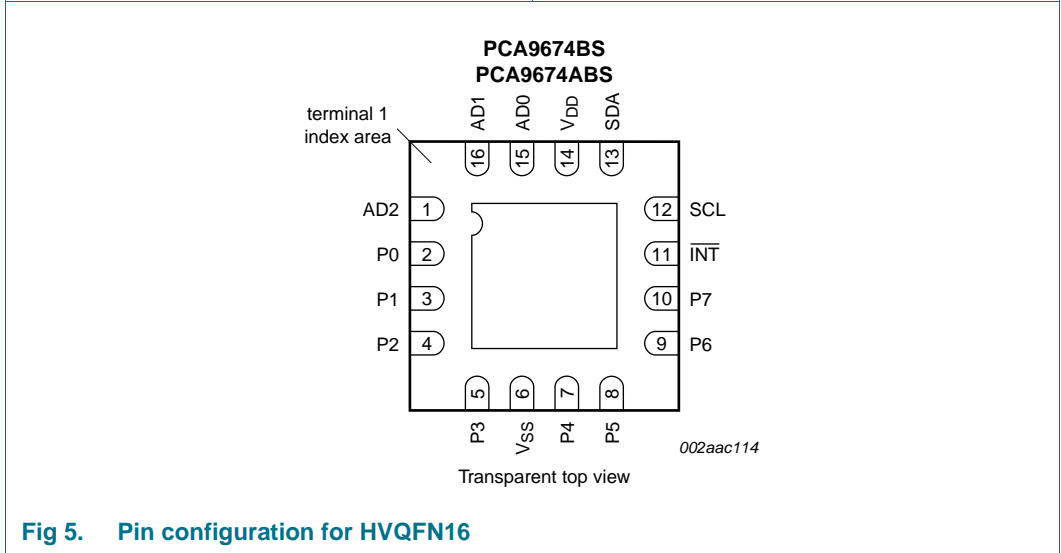 PCA9674BS
PCA9674ABS
terminal 1
index area
AD1
AD0
VDD
SDA
16
15
14
13
AD2 1
12 SCL
P0 2
11 INT
P1 3
10 P7
P2 4
9 P6
5
6
7
8
P3
VSS
P4
P5
002aac114
Transparent top view
Fig 5. Pin configuration for HVQFN16